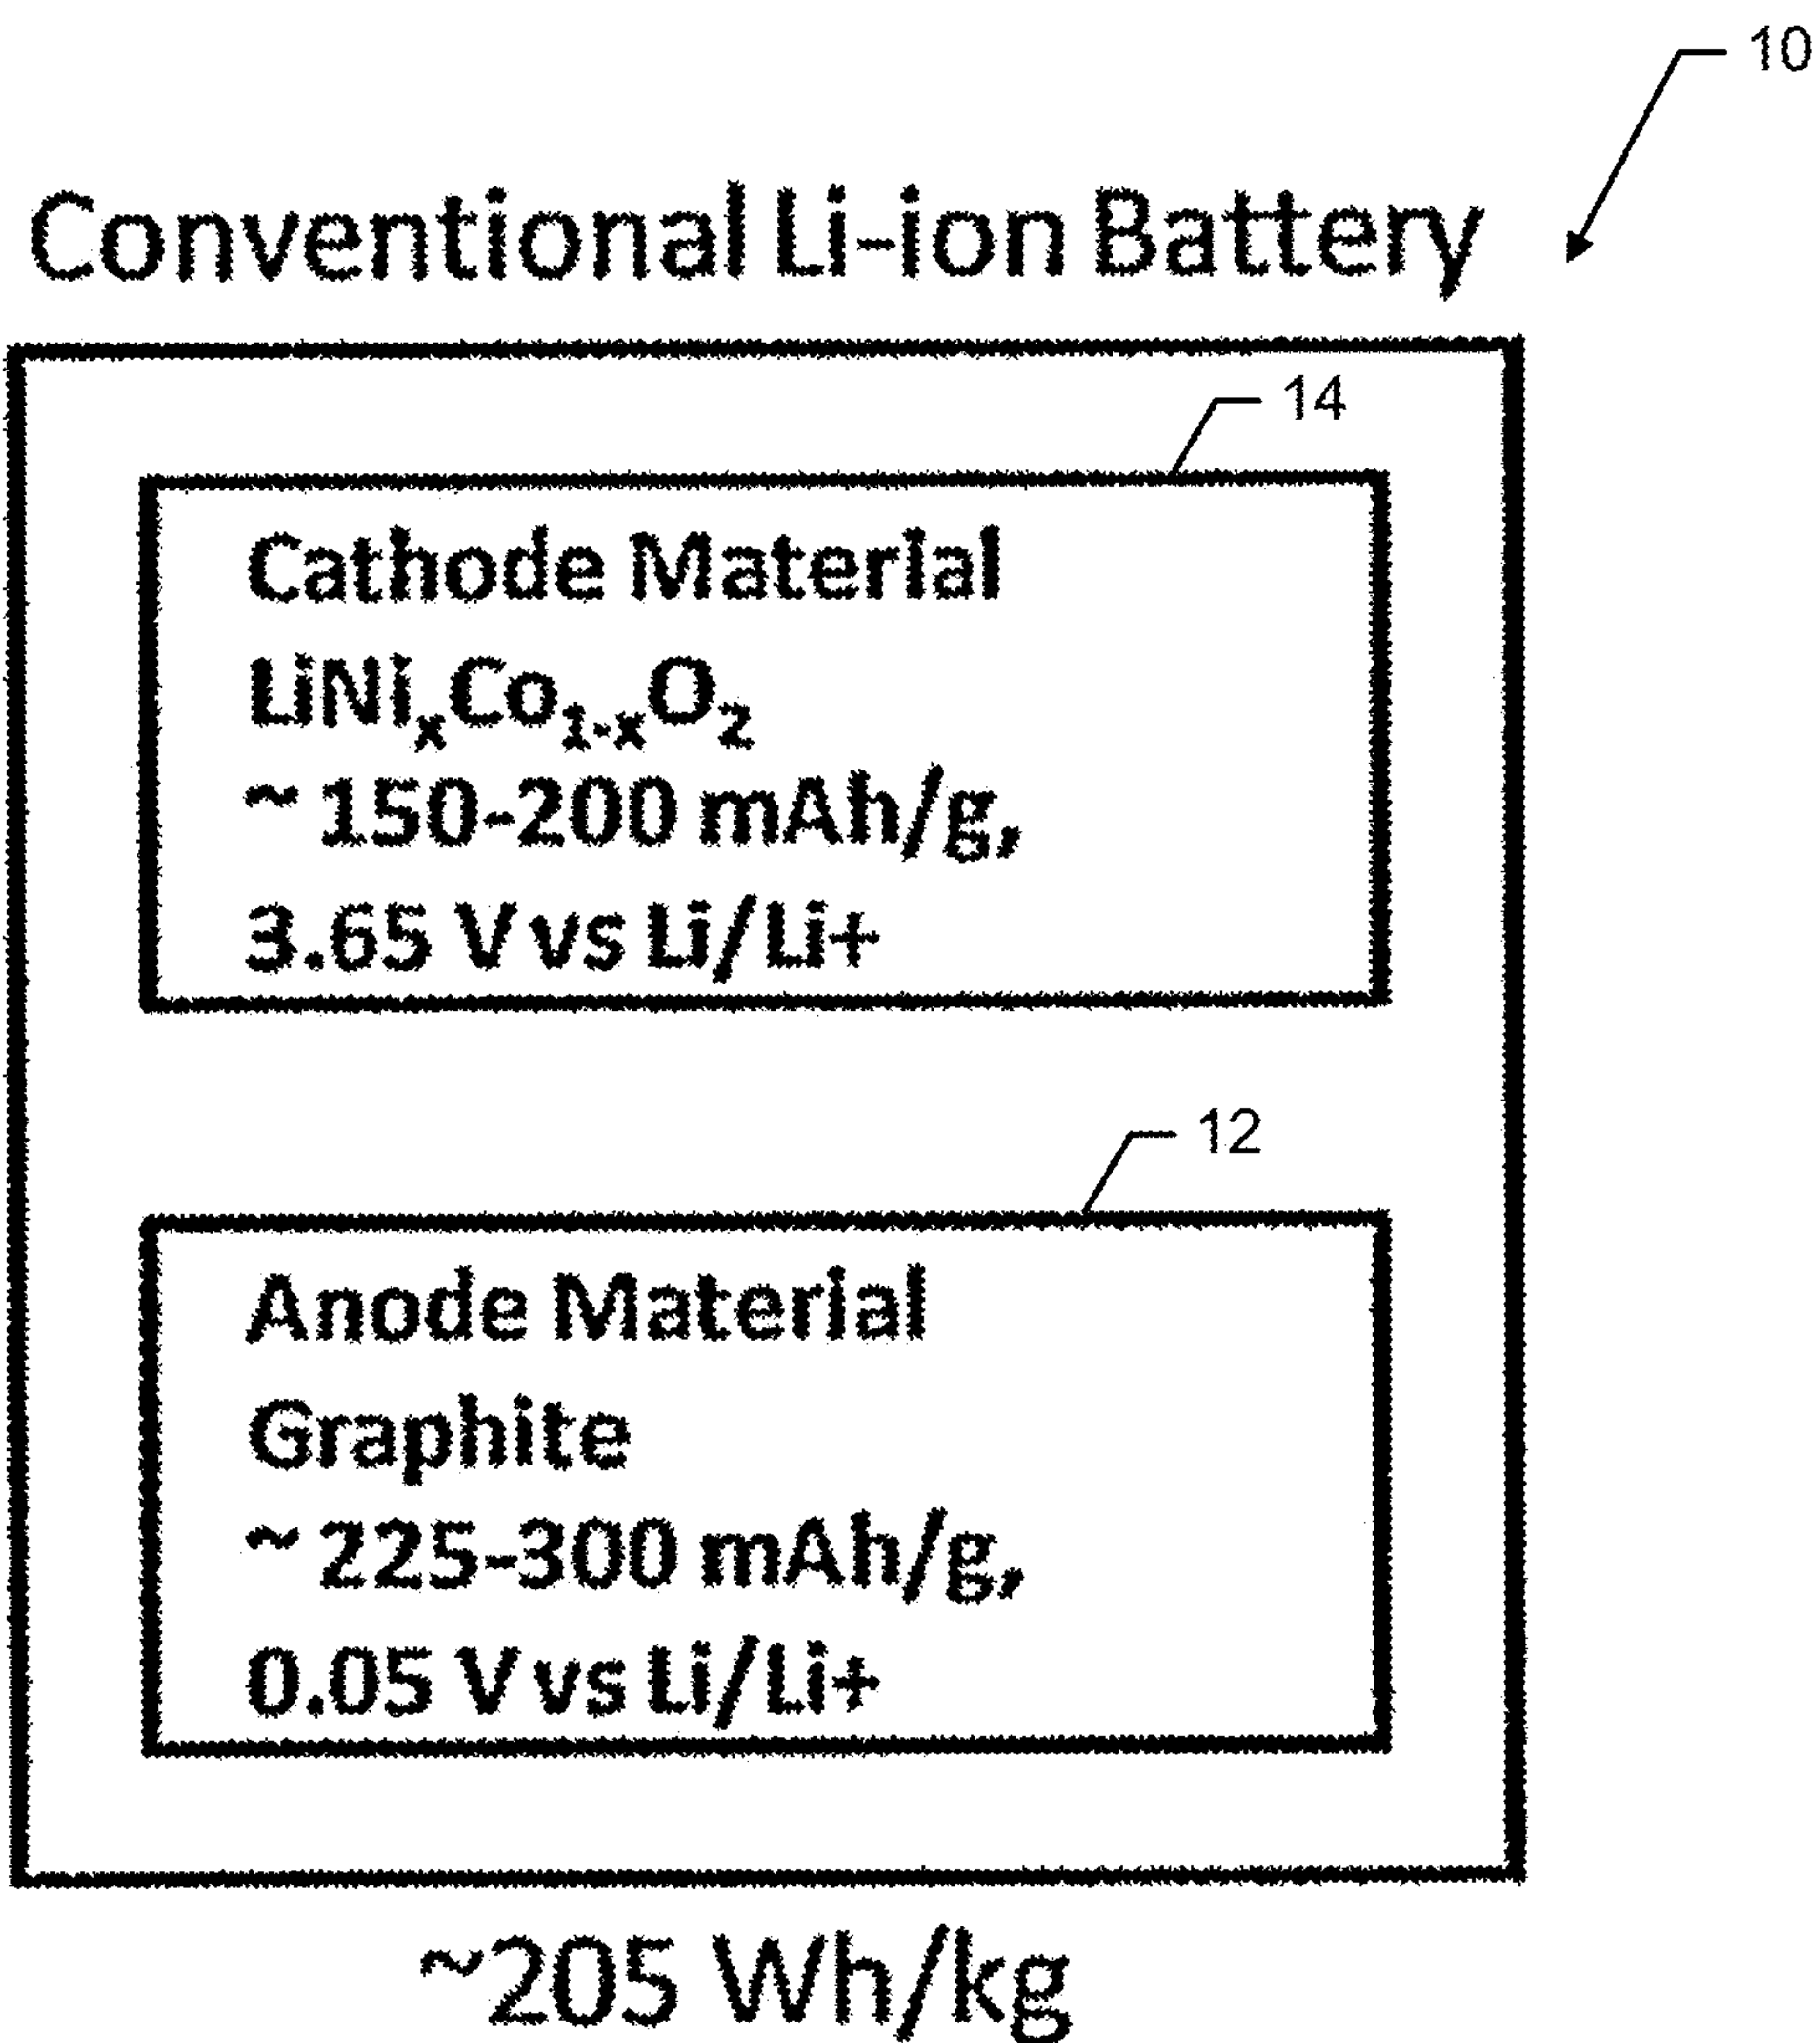 10
Conventional Li-ion Battery
14
Cathode Material
LiNiₓCo₁₋ₓO₂
~ 150-200 mAh/g,
3.65 V vs Li/Li+
12
Anode Material
Graphite
~ 225-300 mAh/g,
0.05 V vs Li/Li+
~205 Wh/kg